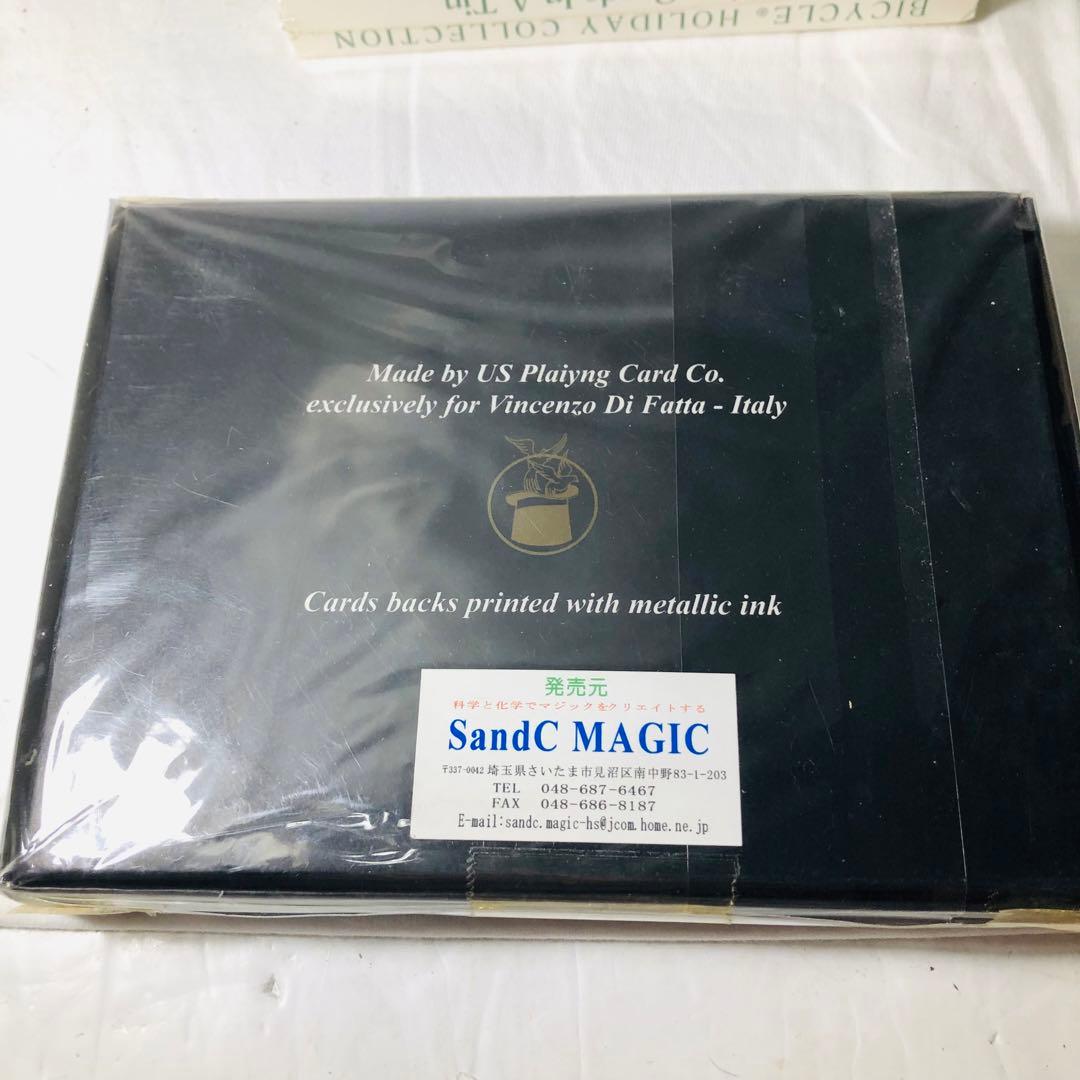 BICYCLE® HOLIDAY COLLECTION
In A Tin
Made by US Plaiyng Card Co.
exclusively for Vincenzo Di Fatta - Italy
Cards backs printed with metallic ink
発売元
科学と化学でマジックをクリエイトする
SandC MAGIC
〒337-0042 埼玉県さいたま市見沼区南中野83-1-203
TEL 048-687-6467
FAX 048-686-8187
E-mail:sandc.magic-hs@jcom.home.ne.jp